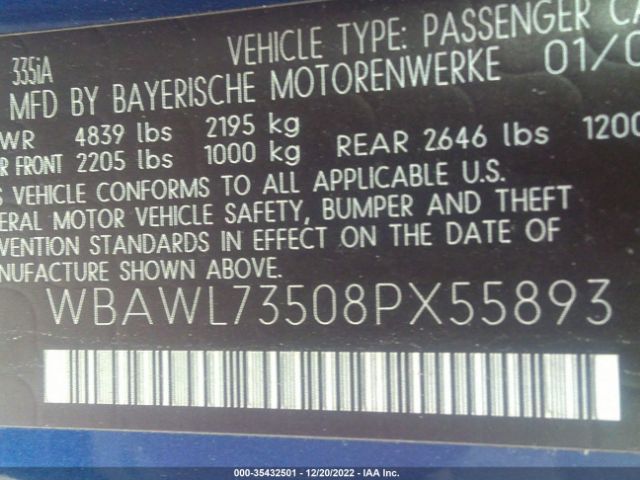 335iA
VEHICLE TYPE: PASSENGER CA
MFD BY BAYERISCHE MOTORENWERKE 01/0
WR 4839 lbs 2195 kg
R FRONT 2205 lbs 1000 kg REAR 2646 lbs 1200
S VEHICLE CONFORMS TO ALL APPLICABLE U.S.
ERAL MOTOR VEHICLE SAFETY, BUMPER AND THEFT
VENTION STANDARDS IN EFFECT ON THE DATE OF
NUFACTURE SHOWN ABOVE.
WBAWL73508PX55893
000-35432501 - 12/20/2022 - IAA Inc.